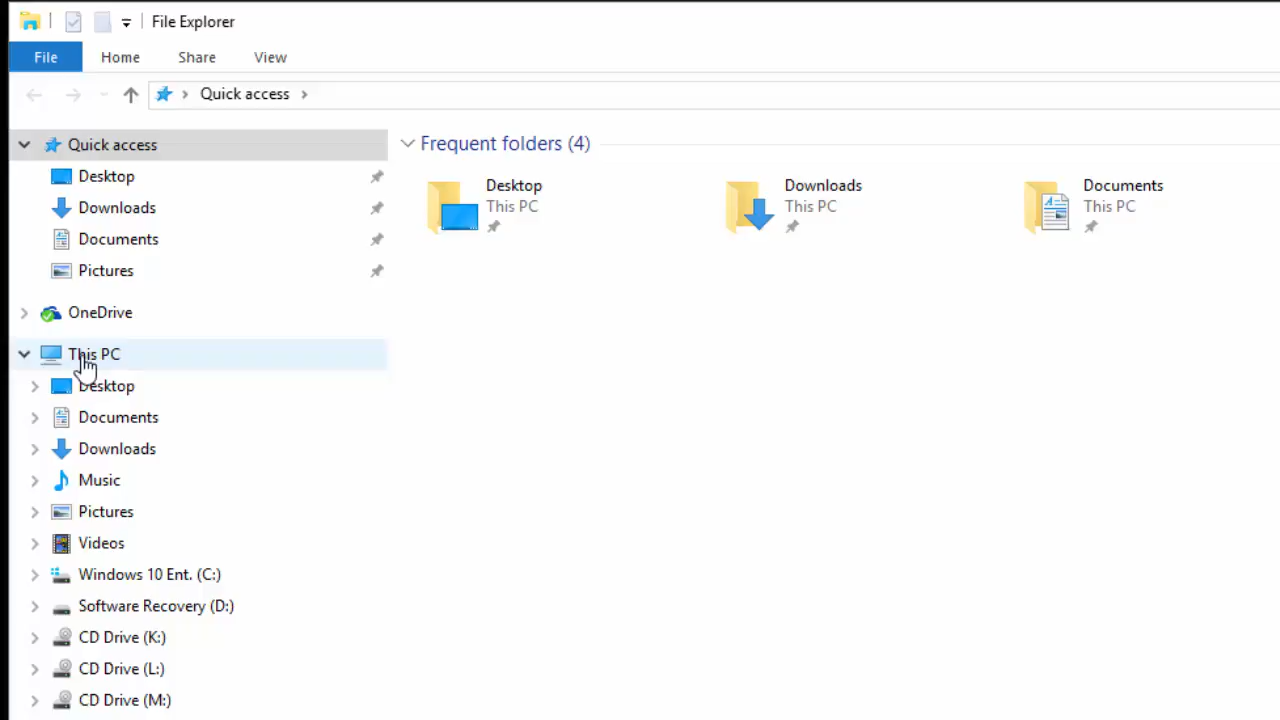 File Explorer
File Home Share View
Quick access
Quick access
Desktop
Downloads
Documents
Pictures
OneDrive
This PC
Desktop
Documents
Downloads
Music
Pictures
Videos
Windows 10 Ent. (C:)
Software Recovery (D:)
CD Drive (K:)
CD Drive (L:)
CD Drive (M:)
Frequent folders (4)
Desktop
This PC
Downloads
This PC
Documents
This PC